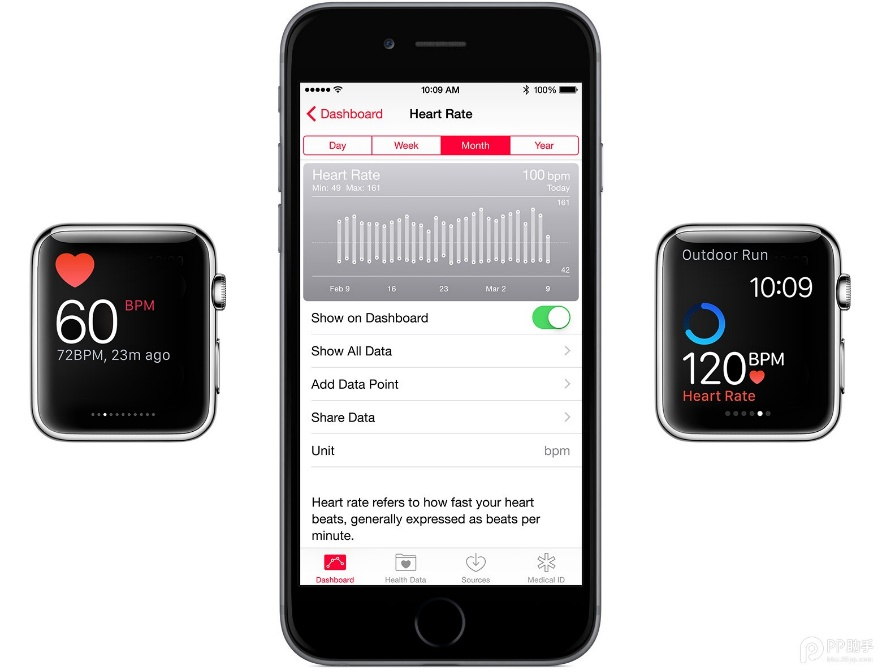 60 BPM
72BPM, 23m ago
10:09 AM
100%
Dashboard
Heart Rate
Day
Week
Month
Year
Heart Rate
100 bpm
Min: 49 Max: 161
Today
161
42
Feb 9
16
23
Mar 2
9
Show on Dashboard
Show All Data
Add Data Point
Share Data
Unit
bpm
Heart rate refers to how fast your heart
beats, generally expressed as beats per
minute.
Dashboard
Health Data
Sources
Medical ID
Outdoor Run
10:09
120 BPM
Heart Rate
PP助手